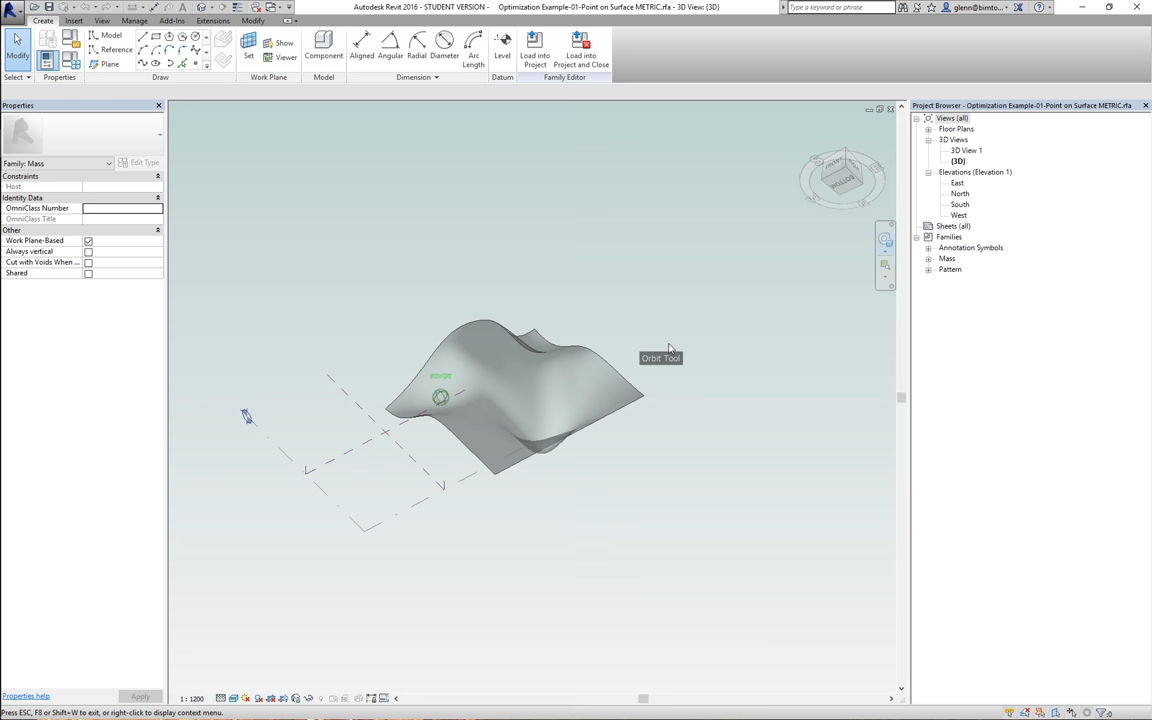 Autodesk Revit 2016 - STUDENT VERSION - Optimization Example-01-Point on Surface METRIC.rfa - 3D View: {3D}
Type a keyword or phrase
glenn@bimto...
Create Insert View Manage Add-Ins Extensions Modify
Modify
Model
Reference
Plane
Set
Show
Viewer
Component
Aligned Angular Radial Diameter Arc Length
Level
Load into Project
Load into Project and Close
Select Properties Draw Work Plane Model Dimension Datum Family Editor
Properties
Family: Mass
Edit Type
Constraints
Host
Identity Data
OmniClass Number
OmniClass Title
Other
Work Plane-Based
Always vertical
Cut with Voids When ...
Shared
Properties help
Apply
PIVOT
Orbit Tool
BOTTOM
1 : 1200
Project Browser - Optimization Example-01-Point on Surface METRIC.rfa
Views (all)
Floor Plans
3D Views
3D View 1
{3D}
Elevations (Elevation 1)
East
North
South
West
Sheets (all)
Families
Annotation Symbols
Mass
Pattern
Press ESC, F8 or Shift+W to exit, or right-click to display context menu.
:0